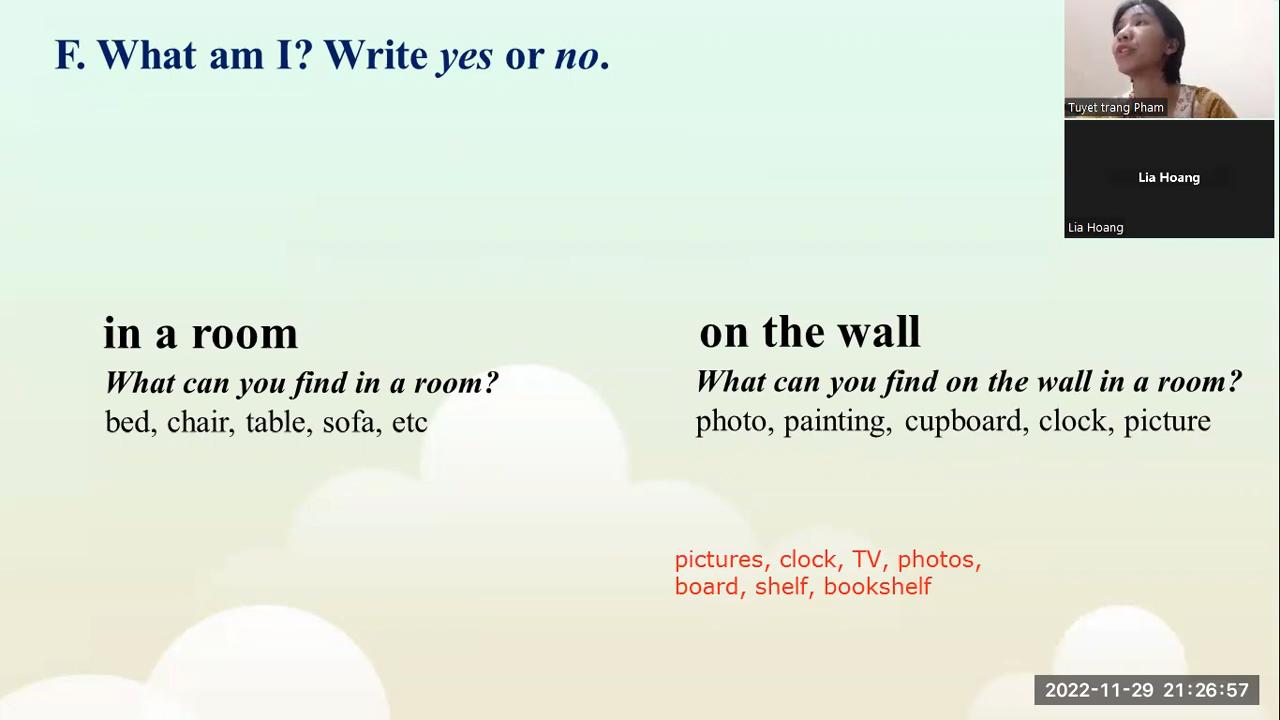 F. What am I? Write yes or no.
Tuyet trang Pham
Lia Hoang
Lia Hoang
in a room
What can you find in a room?
bed, chair, table, sofa, etc
on the wall
What can you find on the wall in a room?
photo, painting, cupboard, clock, picture
pictures, clock, TV, photos,
board, shelf, bookshelf
2022-11-29 21:26:57